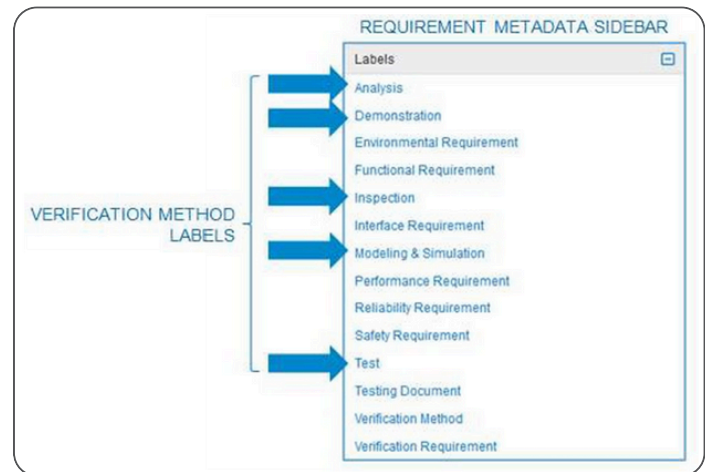 REQUIREMENT METADATA SIDEBAR
Labels
Analysis
Demonstration
Environmental Requirement
Functional Requirement
Inspection
Interface Requirement
Modeling & Simulation
Performance Requirement
Reliability Requirement
Safety Requirement
Test
Testing Document
Verification Method
Verification Requirement
VERIFICATION METHOD
LABELS